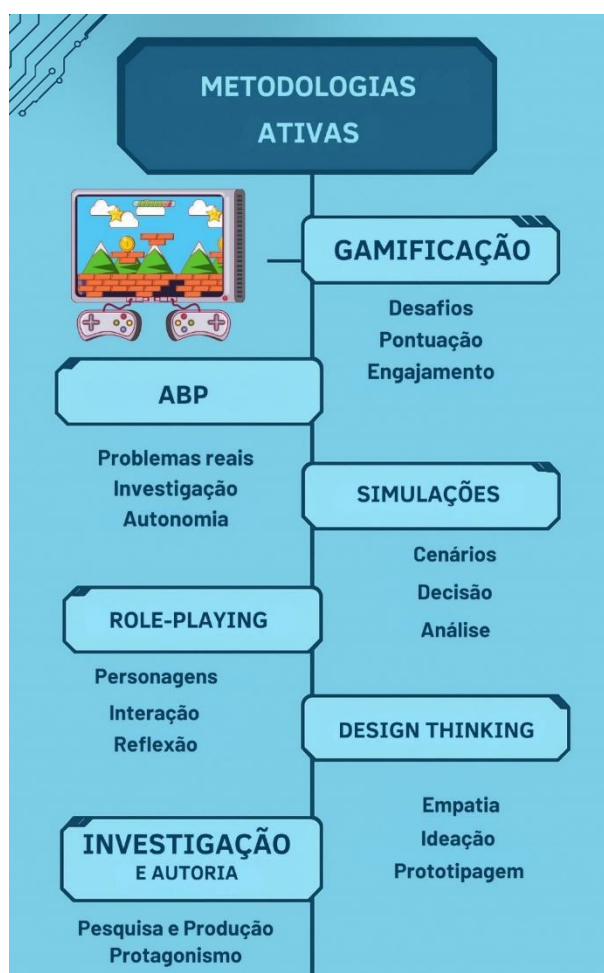 METODOLOGIAS
ATIVAS
GAMIFICAÇÃO
Desafios
Pontuação
Engajamento
ABP
Problemas reais
Investigação
Autonomia
SIMULAÇÕES
Cenários
Decisão
Análise
ROLE-PLAYING
Personagens
Interação
Reflexão
DESIGN THINKING
Empatia
Ideação
Prototipagem
INVESTIGAÇÃO
E AUTORIA
Pesquisa e Produção
Protagonismo